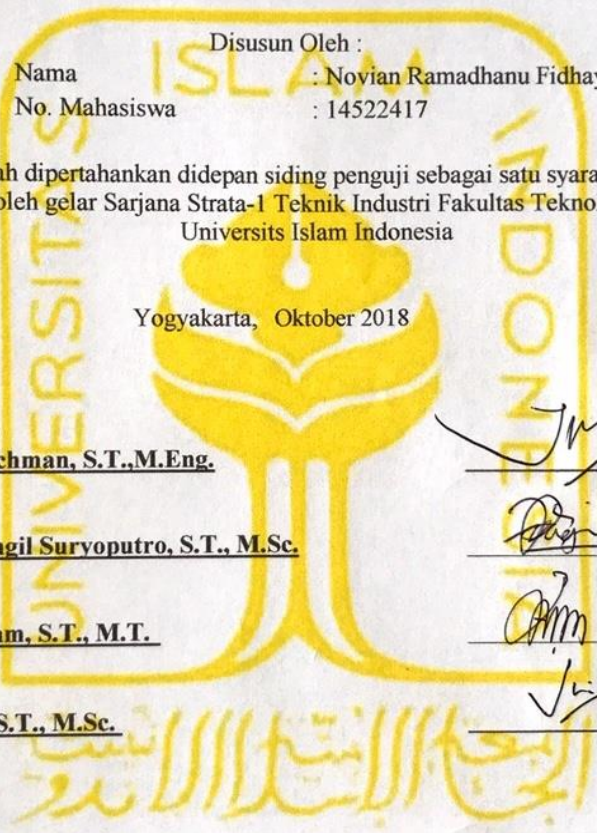 Disusun Oleh :
Nama : Novian Ramadhanu Fidhay
No. Mahasiswa : 14522417
ah dipertahankan didepan siding penguji sebagai satu syara
oleh gelar Sarjana Strata-1 Teknik Industri Fakultas Tekno
Universits Islam Indonesia
Yogyakarta, Oktober 2018
chman, S.T.,M.Eng.
ngil Suryoputro, S.T., M.Sc.
am, S.T., M.T.
S.T., M.Sc.
UNIVERSITAS
ISLAM
INDONESIA